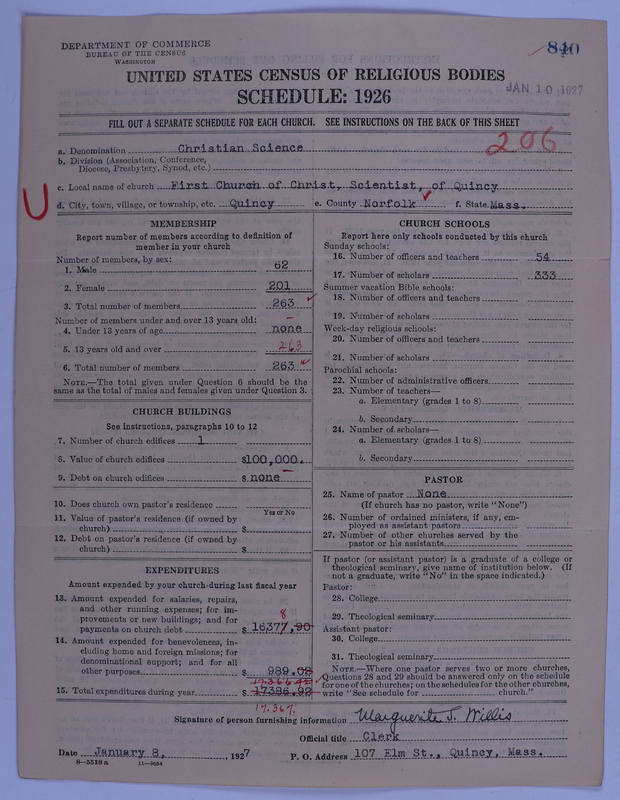 DEPARTMENT OF COMMERCE
BUREAU OF THE CENSUS
WASHINGTON
840
UNITED STATES CENSUS OF RELIGIOUS BODIES
SCHEDULE: 1926
JAN 10 1927
FILL OUT A SEPARATE SCHEDULE FOR EACH CHURCH. SEE INSTRUCTIONS ON THE BACK OF THIS SHEET
206
a. Denomination Christian Science
b. Division (Association, Conference, Diocese, Presbytery, Synod, etc.)
c. Local name of church First Church of Christ, Scientist, of Quincy
U
d. City, town, village, or township, etc. Quincy e. County Norfolk f. State Mass.
MEMBERSHIP
Report number of members according to definition of
member in your church
Number of members, by sex:
1. Male 62
2. Female 201
3. Total number of members 263
Number of members under and over 13 years old:
4. Under 13 years of age none
5. 13 years old and over 263
6. Total number of members 263
NOTE.—The total given under Question 6 should be the
same as the total of males and females given under Question 3.
CHURCH BUILDINGS
See instructions, paragraphs 10 to 12
7. Number of church edifices 1
8. Value of church edifices $100,000.
9. Debt on church edifices $ none
10. Does church own pastor's residence
Yes or No
11. Value of pastor's residence (if owned by
church) $
12. Debt on pastor's residence (if owned by
church) $
EXPENDITURES
Amount expended by your church during last fiscal year
13. Amount expended for salaries, repairs,
and other running expenses; for im-
provements or new buildings; and for
8
payments on church debt $ 16377.90
14. Amount expended for benevolences, in-
cluding home and foreign missions; for
denominational support; and for all
other purposes $ 989.02
15. Total expenditures during year $ 17386.92
17.367.
CHURCH SCHOOLS
Report here only schools conducted by this church
Sunday schools:
16. Number of officers and teachers 54
17. Number of scholars 333
Summer vacation Bible schools:
18. Number of officers and teachers
19. Number of scholars
Week-day religious schools:
20. Number of officers and teachers
21. Number of scholars
Parochial schools:
22. Number of administrative officers
23. Number of teachers—
a. Elementary (grades 1 to 8)
b. Secondary
24. Number of scholars—
a. Elementary (grades 1 to 8)
b. Secondary
PASTOR
25. Name of pastor None
(If church has no pastor, write "None")
26. Number of ordained ministers, if any, em-
ployed as assistant pastors
27. Number of other churches served by the
pastor or his assistants
If pastor (or assistant pastor) is a graduate of a college or
theological seminary, give name of institution below. (If
not a graduate, write "No" in the space indicated.)
Pastor:
28. College
29. Theological seminary
Assistant pastor:
30. College
31. Theological seminary
NOTE.—Where one pastor serves two or more churches,
Questions 28 and 29 should be answered only on the schedule
for one of the churches; on the schedules for the other churches,
write "See schedule for church."
Signature of person furnishing information Marguerite S. Willis
Official title Clerk
Date January 8, 1927 P. O. Address 107 Elm St., Quincy, Mass.
8-5518 a 11-9054